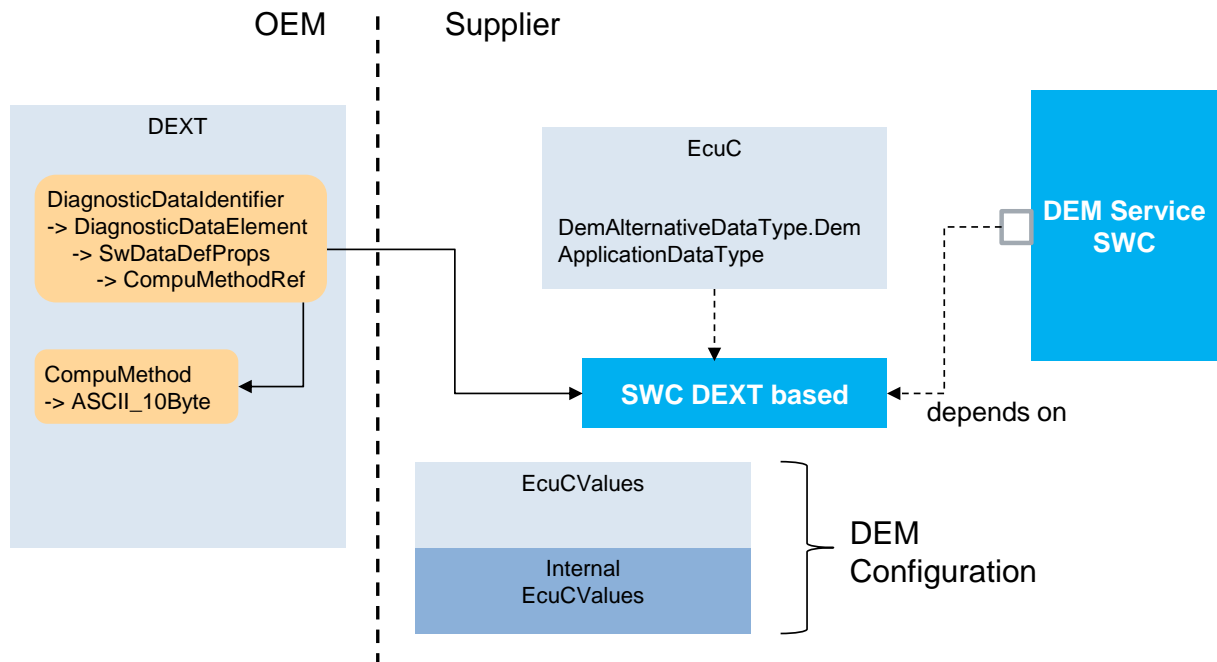 OEM
Supplier
DEXT
DiagnosticDataIdentifier
-> DiagnosticDataElement
-> SwDataDefProps
-> CompuMethodRef
CompuMethod
-> ASCII_10Byte
EcuC
DemAlternativeDataType.Dem
ApplicationDataType
DEM Service
SWC
SWC DEXT based
depends on
EcuCValues
Internal
EcuCValues
DEM
Configuration